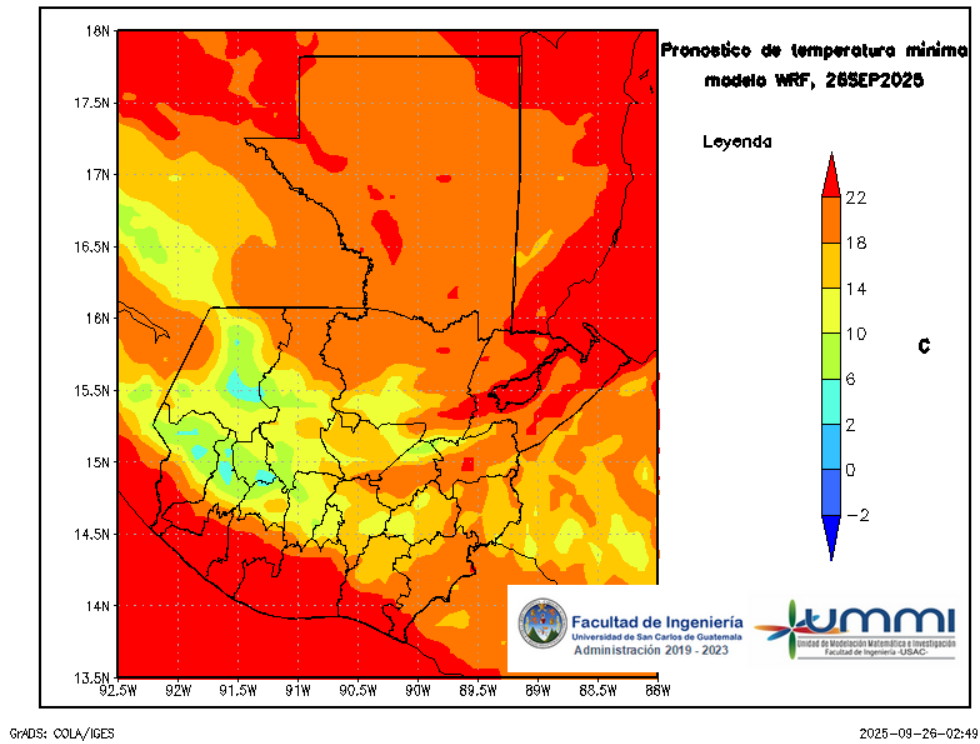 Pronostico de temperatura minima
modelo WRF, 26SEP2025
Leyenda
22
18
14
10
6
2
0
-2
C
18N
17.5N
17N
16.5N
16N
15.5N
15N
14.5N
14N
13.5N
92.5W 92W 91.5W 91W 90.5W 90W 89.5W 89W 88.5W 88W
Facultad de Ingeniería
Universidad de San Carlos de Guatemala
Administración 2019 - 2023
ummi
Unidad de Modelación Matemática e Investigación
Facultad de Ingeniería -USAC-
GrADS: COLA/IGES
2025-09-26-02:49